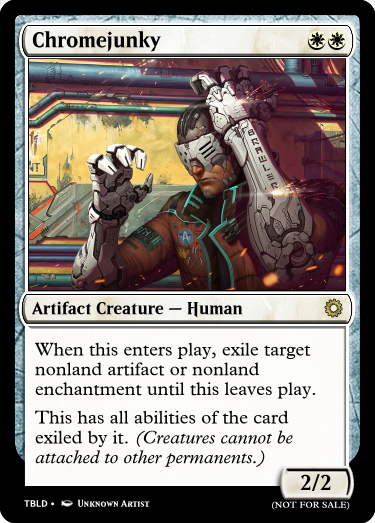 Chromejunky
BRAWLER
Artifact Creature — Human
When this enters play, exile target
nonland artifact or nonland
enchantment until this leaves play.
This has all abilities of the card
exiled by it. (Creatures cannot be
attached to other permanents.)
2/2
TBLD • Unknown Artist
(NOT FOR SALE)